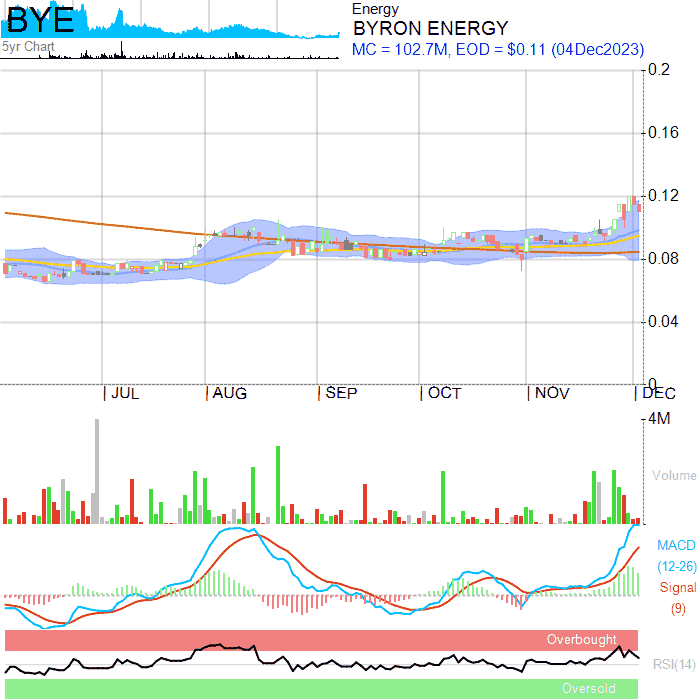 BYE
5yr Chart
Energy
BYRON ENERGY
MC = 102.7M, EOD = $0.11 (04Dec2023)
0.2
0.16
0.12
0.08
0.04
0
JUL AUG SEP OCT NOV DEC
4M
Volume
MACD
(12-26)
Signal
(9)
Overbought
RSI(14)
Oversold